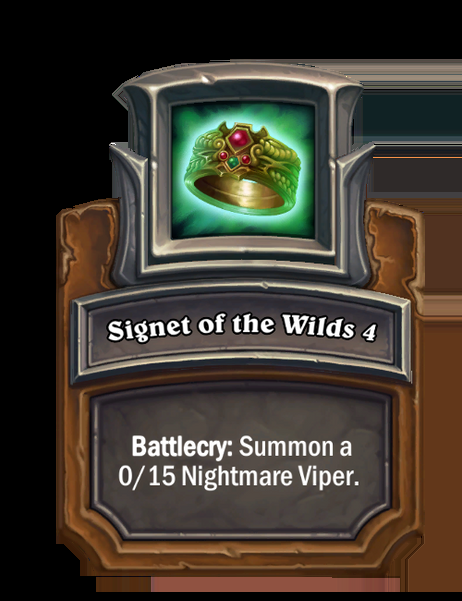 Signet of the Wilds 4
Battlecry: Summon a
0/15 Nightmare Viper.